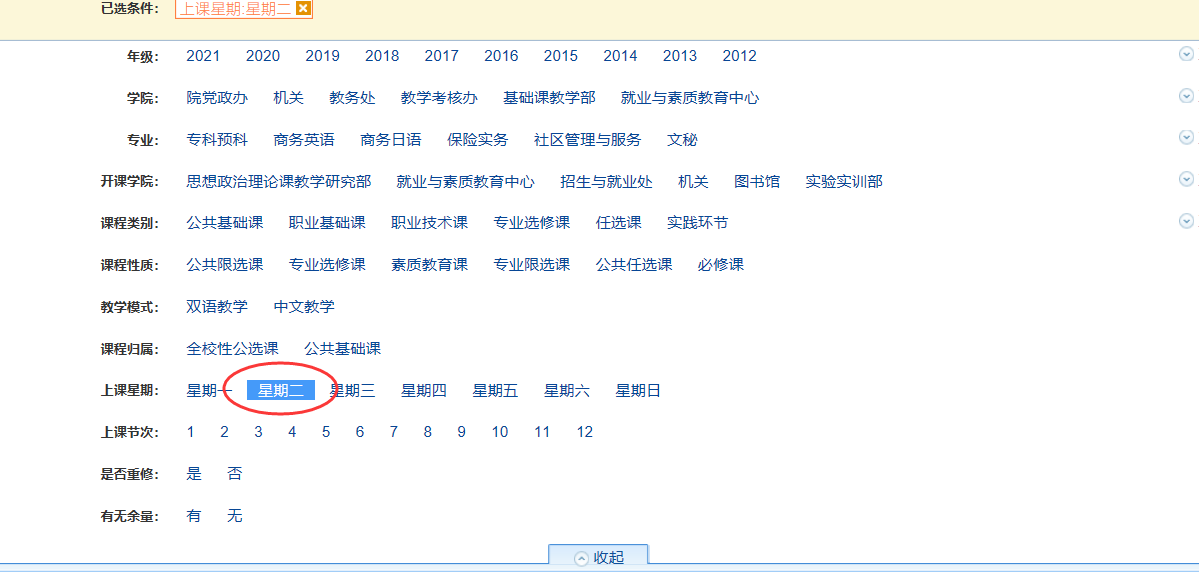 已选条件： 上课星期:星期二
年级： 2021 2020 2019 2018 2017 2016 2015 2014 2013 2012
学院： 院党政办 机关 教务处 教学考核办 基础课教学部 就业与素质教育中心
专业： 专科预科 商务英语 商务日语 保险实务 社区管理与服务 文秘
开课学院： 思想政治理论课教学研究部 就业与素质教育中心 招生与就业处 机关 图书馆 实验实训部
课程类别： 公共基础课 职业基础课 职业技术课 专业选修课 任选课 实践环节
课程性质： 公共限选课 专业选修课 素质教育课 专业限选课 公共任选课 必修课
教学模式： 双语教学 中文教学
课程归属： 全校性公选课 公共基础课
上课星期： 星期一 星期二 星期三 星期四 星期五 星期六 星期日
上课节次： 1 2 3 4 5 6 7 8 9 10 11 12
是否重修： 是 否
有无余量： 有 无
收起